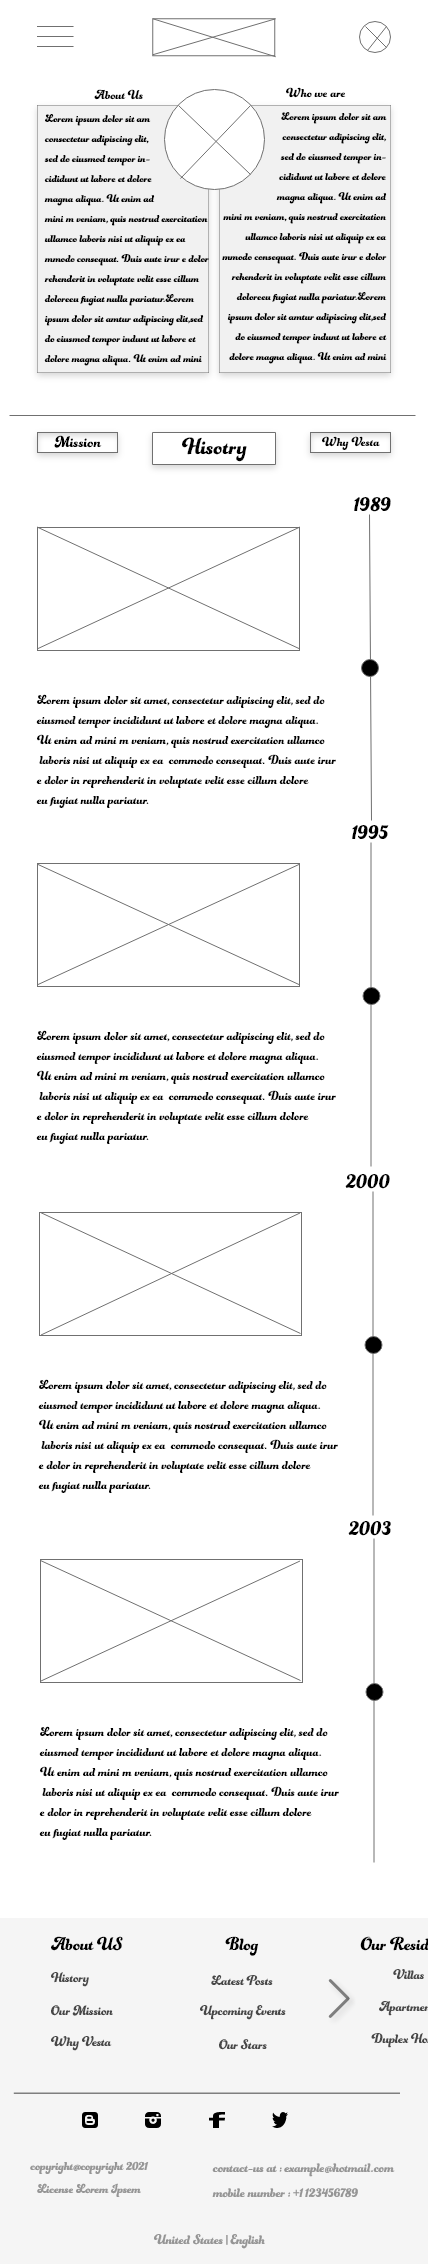 About Us
Lorem ipsum dolor sit am
consectetur adipiscing elit,
sed do eiusmod tempor in-
cididunt ut labore et dolore
magna aliqua. Ut enim ad
mini m veniam, quis nostrud exercitation
ullamco laboris nisi ut aliquip ex ea
mmodo consequat. Duis aute irur e dolor
rehenderit in voluptate velit esse cillum
doloreeu fugiat nulla pariatur.Lorem
ipsum dolor sit amtur adipiscing elit,sed
do eiusmod tempor incididunt ut labore et
dolore magna aliqua. Ut enim ad mini
Who we are
Lorem ipsum dolor sit am
consectetur adipiscing elit,
sed do eiusmod tempor in-
cididunt ut labore et dolore
magna aliqua. Ut enim ad
mini m veniam, quis nostrud exercitation
ullamco laboris nisi ut aliquip ex ea
mmodo consequat. Duis aute irur e dolor
rehenderit in voluptate velit esse cillum
doloreeu fugiat nulla pariatur.Lorem
ipsum dolor sit amtur adipiscing elit,sed
do eiusmod tempor incididunt ut labore et
dolore magna aliqua. Ut enim ad mini
Mission
Hisotry
Why Vesta
1989
Lorem ipsum dolor sit amet, consectetur adipiscing elit, sed do
eiusmod tempor incididunt ut labore et dolore magna aliqua.
Ut enim ad mini m veniam, quis nostrud exercitation ullamco
laboris nisi ut aliquip ex ea commodo consequat. Duis aute irur
e dolor in reprehenderit in voluptate velit esse cillum dolore
eu fugiat nulla pariatur.
1995
Lorem ipsum dolor sit amet, consectetur adipiscing elit, sed do
eiusmod tempor incididunt ut labore et dolore magna aliqua.
Ut enim ad mini m veniam, quis nostrud exercitation ullamco
laboris nisi ut aliquip ex ea commodo consequat. Duis aute irur
e dolor in reprehenderit in voluptate velit esse cillum dolore
eu fugiat nulla pariatur.
2000
Lorem ipsum dolor sit amet, consectetur adipiscing elit, sed do
eiusmod tempor incididunt ut labore et dolore magna aliqua.
Ut enim ad mini m veniam, quis nostrud exercitation ullamco
laboris nisi ut aliquip ex ea commodo consequat. Duis aute irur
e dolor in reprehenderit in voluptate velit esse cillum dolore
eu fugiat nulla pariatur.
2003
Lorem ipsum dolor sit amet, consectetur adipiscing elit, sed do
eiusmod tempor incididunt ut labore et dolore magna aliqua.
Ut enim ad mini m veniam, quis nostrud exercitation ullamco
laboris nisi ut aliquip ex ea commodo consequat. Duis aute irur
e dolor in reprehenderit in voluptate velit esse cillum dolore
eu fugiat nulla pariatur.
About US
History
Our Mission
Why Vesta
Blog
Latest Posts
Upcoming Events
Our Stars
Our Resid
Villas
Apartmen
Duplex Ho
copyright@copyright 2021
License Lorem Ipsem
contact-us at : example@hotmail.com
mobile number : +1 123456789
United States | English